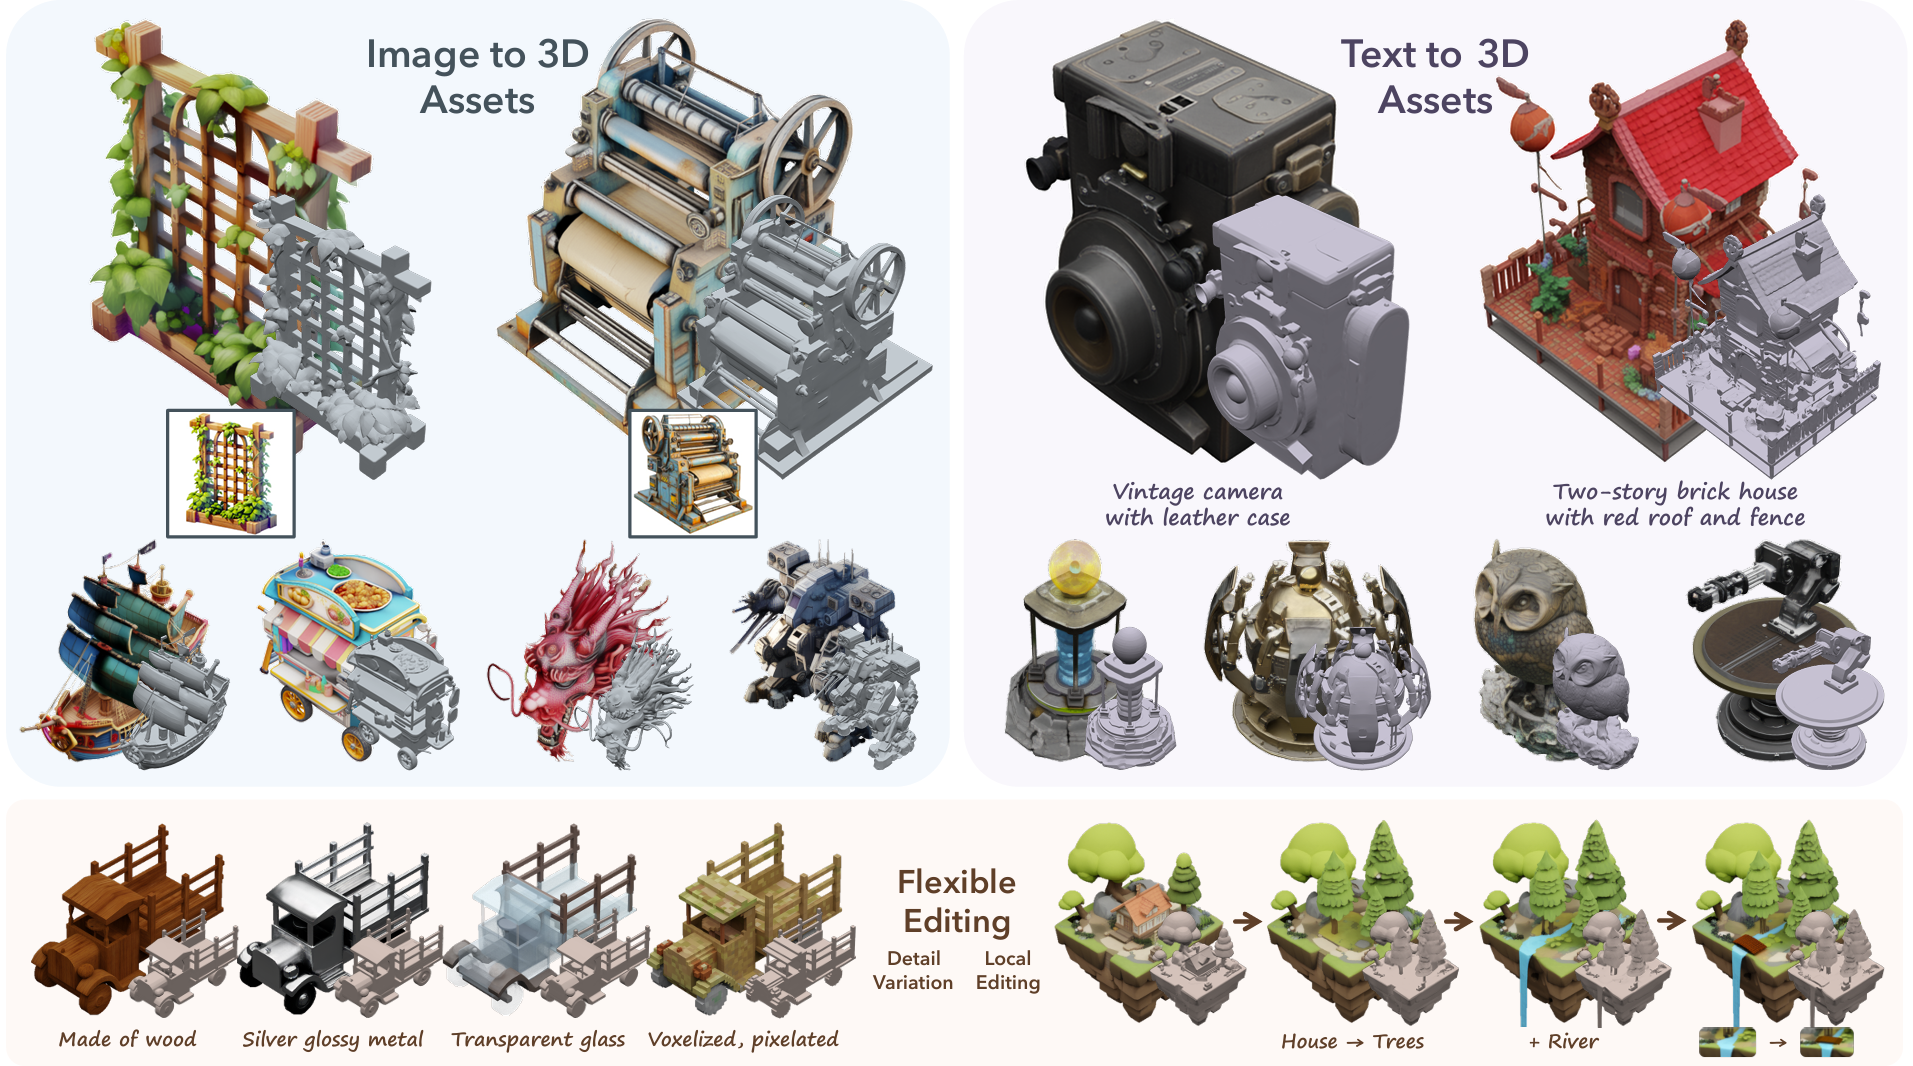 Image to 3D
Assets
Text to 3D
Assets
Vintage camera
with leather case
Two-story brick house
with red roof and fence
Flexible
Editing
Detail
Variation
Local
Editing
Made of wood
Silver glossy metal
Transparent glass
Voxelized, pixelated
House → Trees
+ River
→